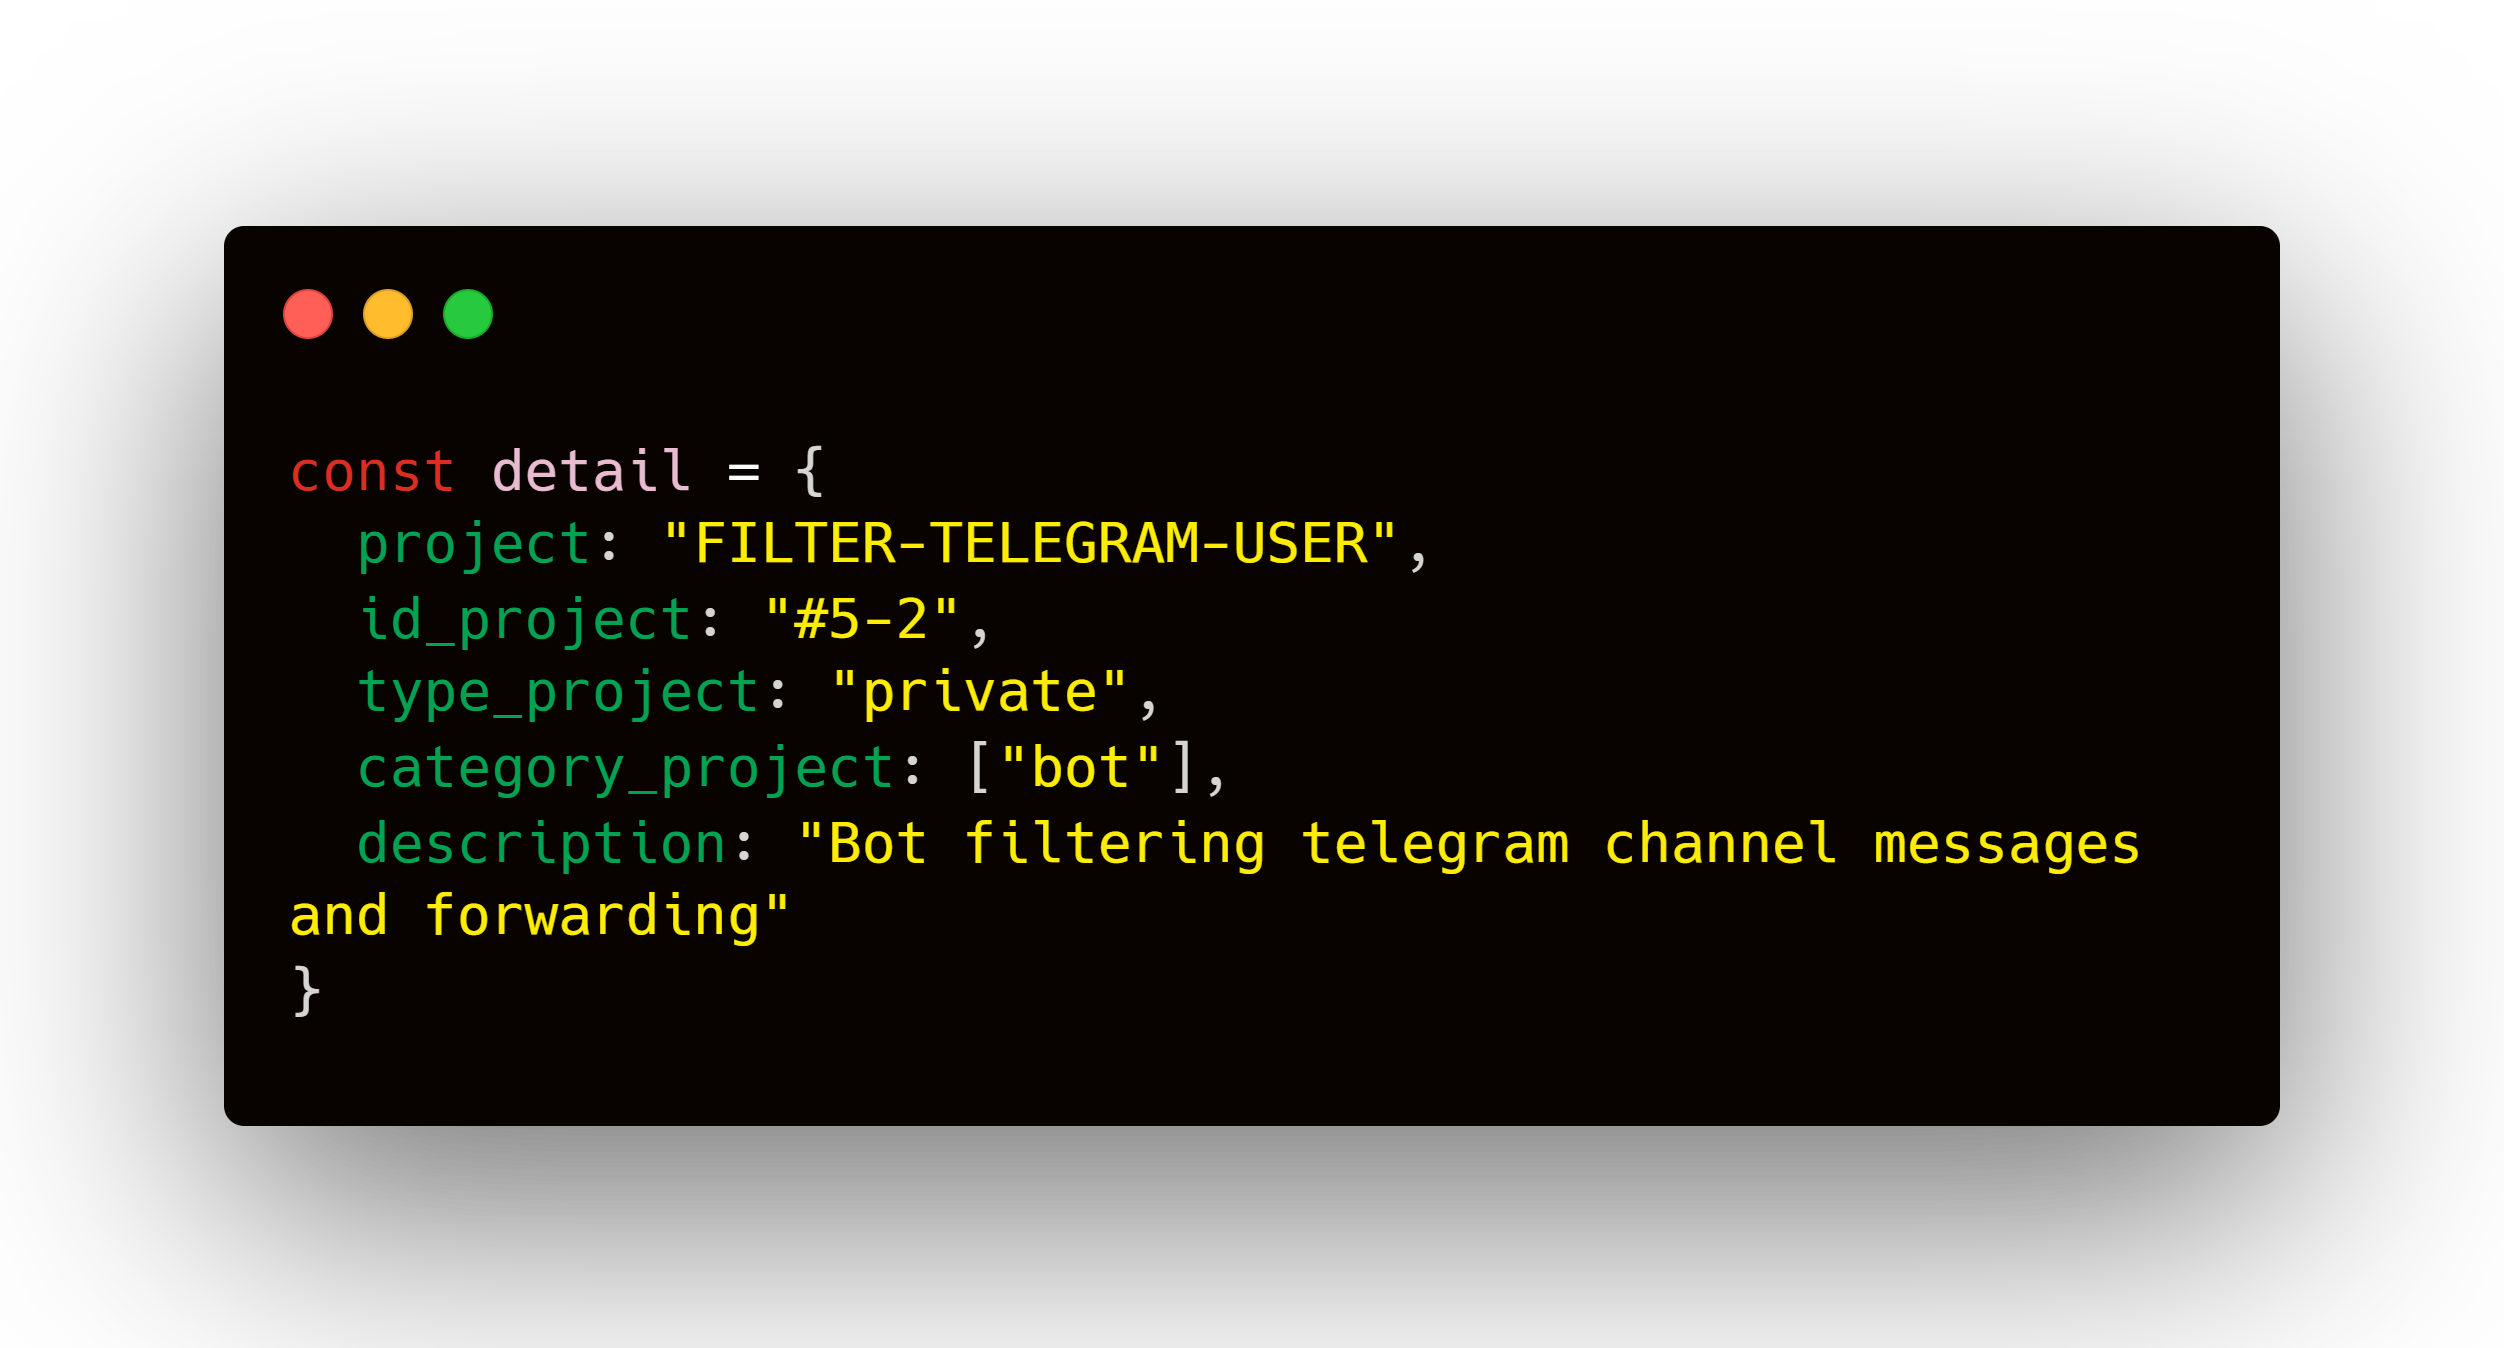 const detail = {
  project: "FILTER-TELEGRAM-USER",
  id_project: "#5-2",
  type_project: "private",
  category_project: ["bot"],
  description: "Bot filtering telegram channel messages
and forwarding"
}